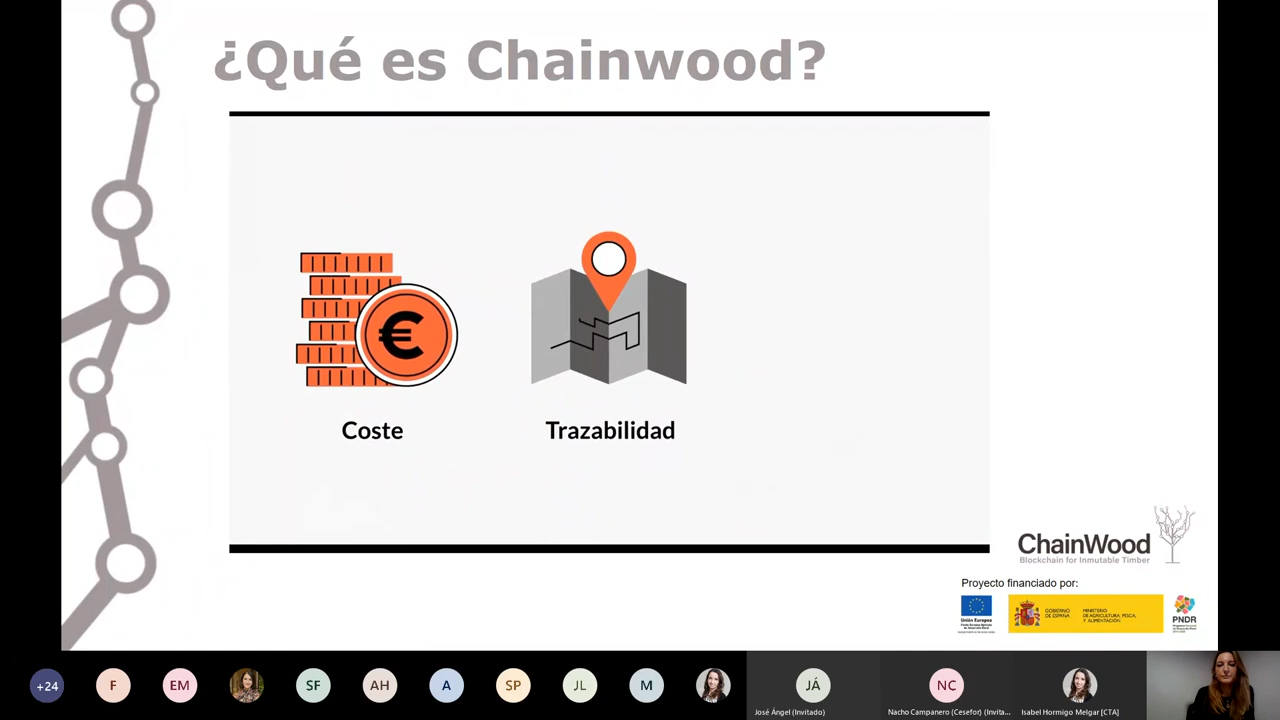 ¿Qué es Chainwood?
€
Coste
Trazabilidad
ChainWood
Blockchain for Inmutable Timber
Proyecto financiado por:
Unión Europea
GOBIERNO
DE ESPAÑA
MINISTERIO
DE AGRICULTURA, PESCA,
Y ALIMENTACIÓN
PNDR
+24
F
EM
SF
AH
A
SP
JL
M
JÁ
NC
José Ángel (Invitado)
Nacho Campanero (Cesefor) (Invita...
Isabel Hormigo Melgar [CTA]